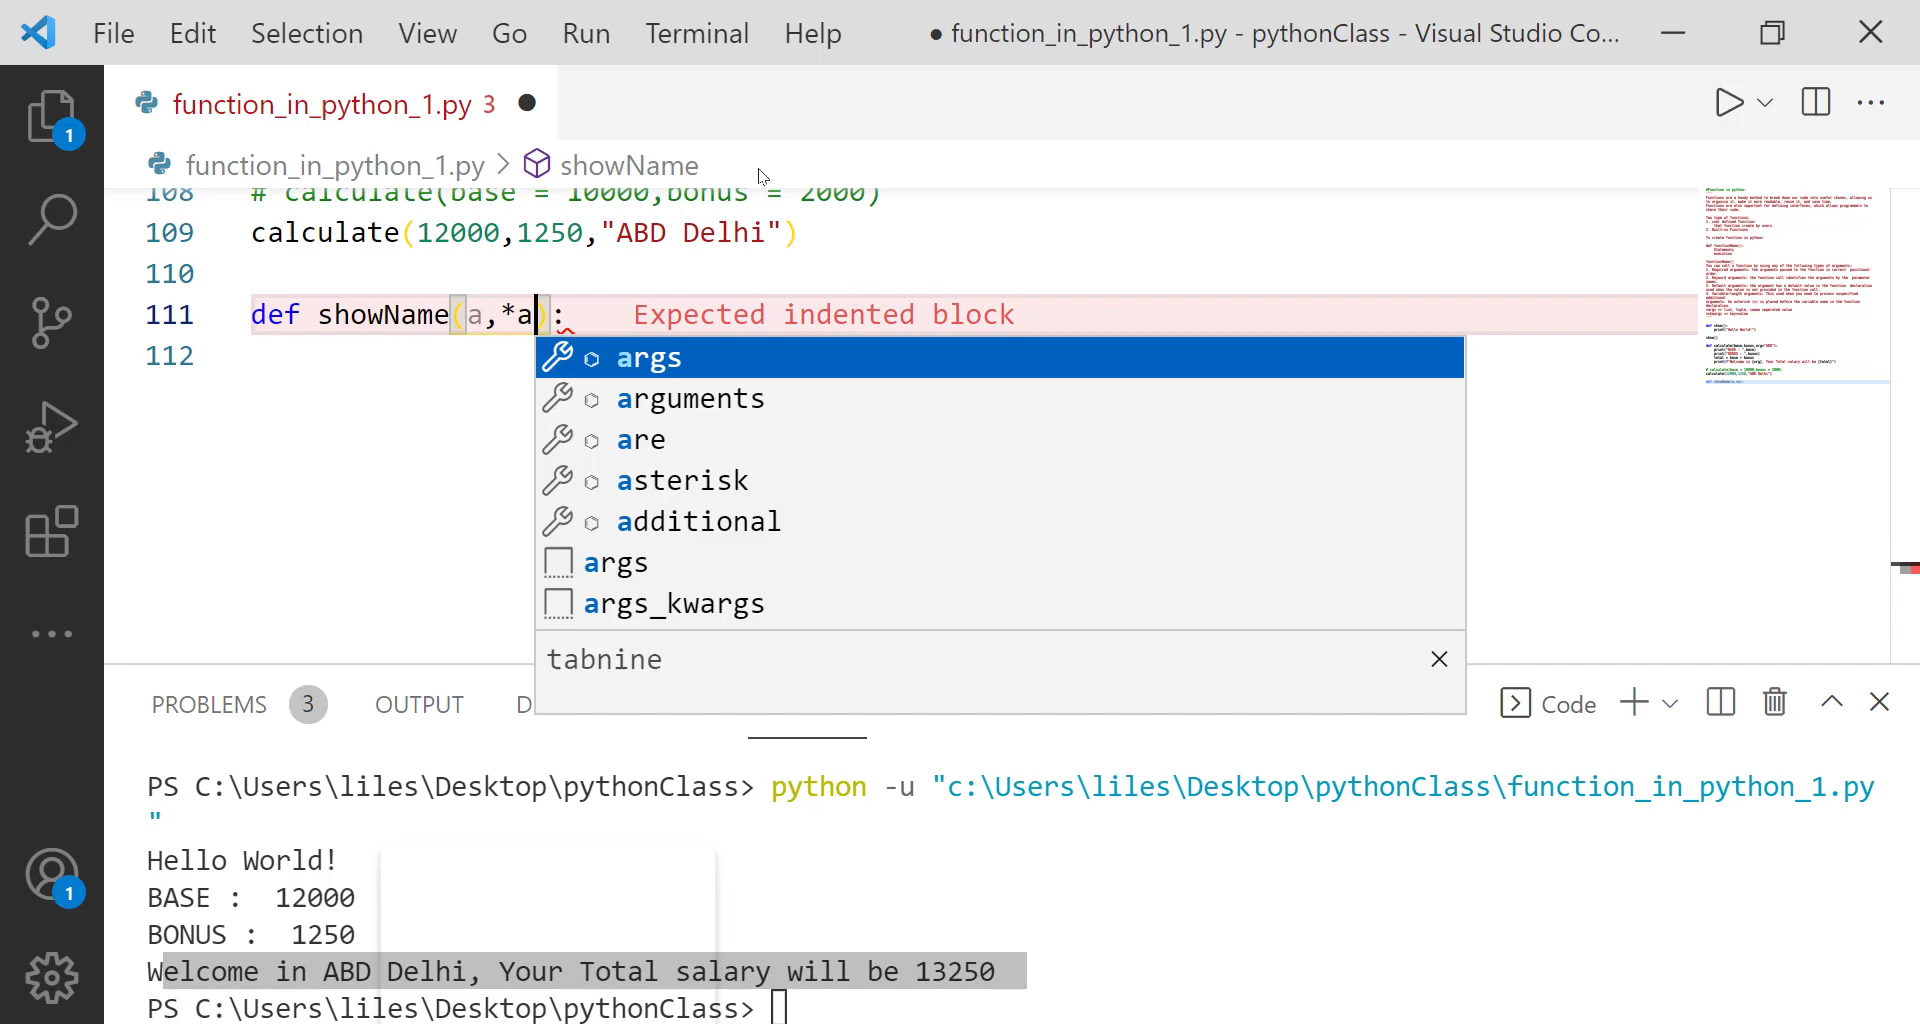 File Edit Selection View Go Run Terminal Help ● function_in_python_1.py - pythonClass - Visual Studio Co...
function_in_python_1.py 3
function_in_python_1.py > showName
108 # calculate(base = 10000,bonus = 2000)
109 calculate(12000,1250,"ABD Delhi")
110
111 def showName(a,*a): Expected indented block
112
args
arguments
are
asterisk
additional
args
args_kwargs
tabnine
PROBLEMS 3 OUTPUT D Code
PS C:\Users\liles\Desktop\pythonClass> python -u "c:\Users\liles\Desktop\pythonClass\function_in_python_1.py
"
Hello World!
BASE : 12000
BONUS : 1250
Welcome in ABD Delhi, Your Total salary will be 13250
PS C:\Users\liles\Desktop\pythonClass>
1
1